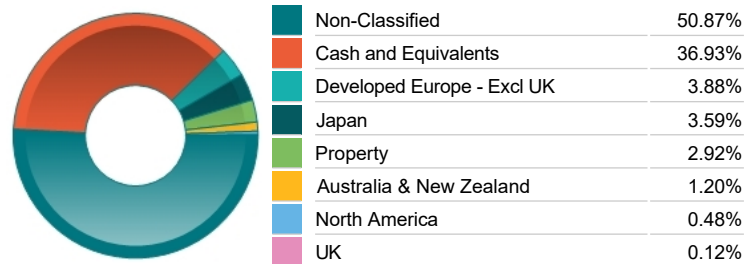 Non-Classified 50.87%
Cash and Equivalents 36.93%
Developed Europe - Excl UK 3.88%
Japan 3.59%
Property 2.92%
Australia & New Zealand 1.20%
North America 0.48%
UK 0.12%